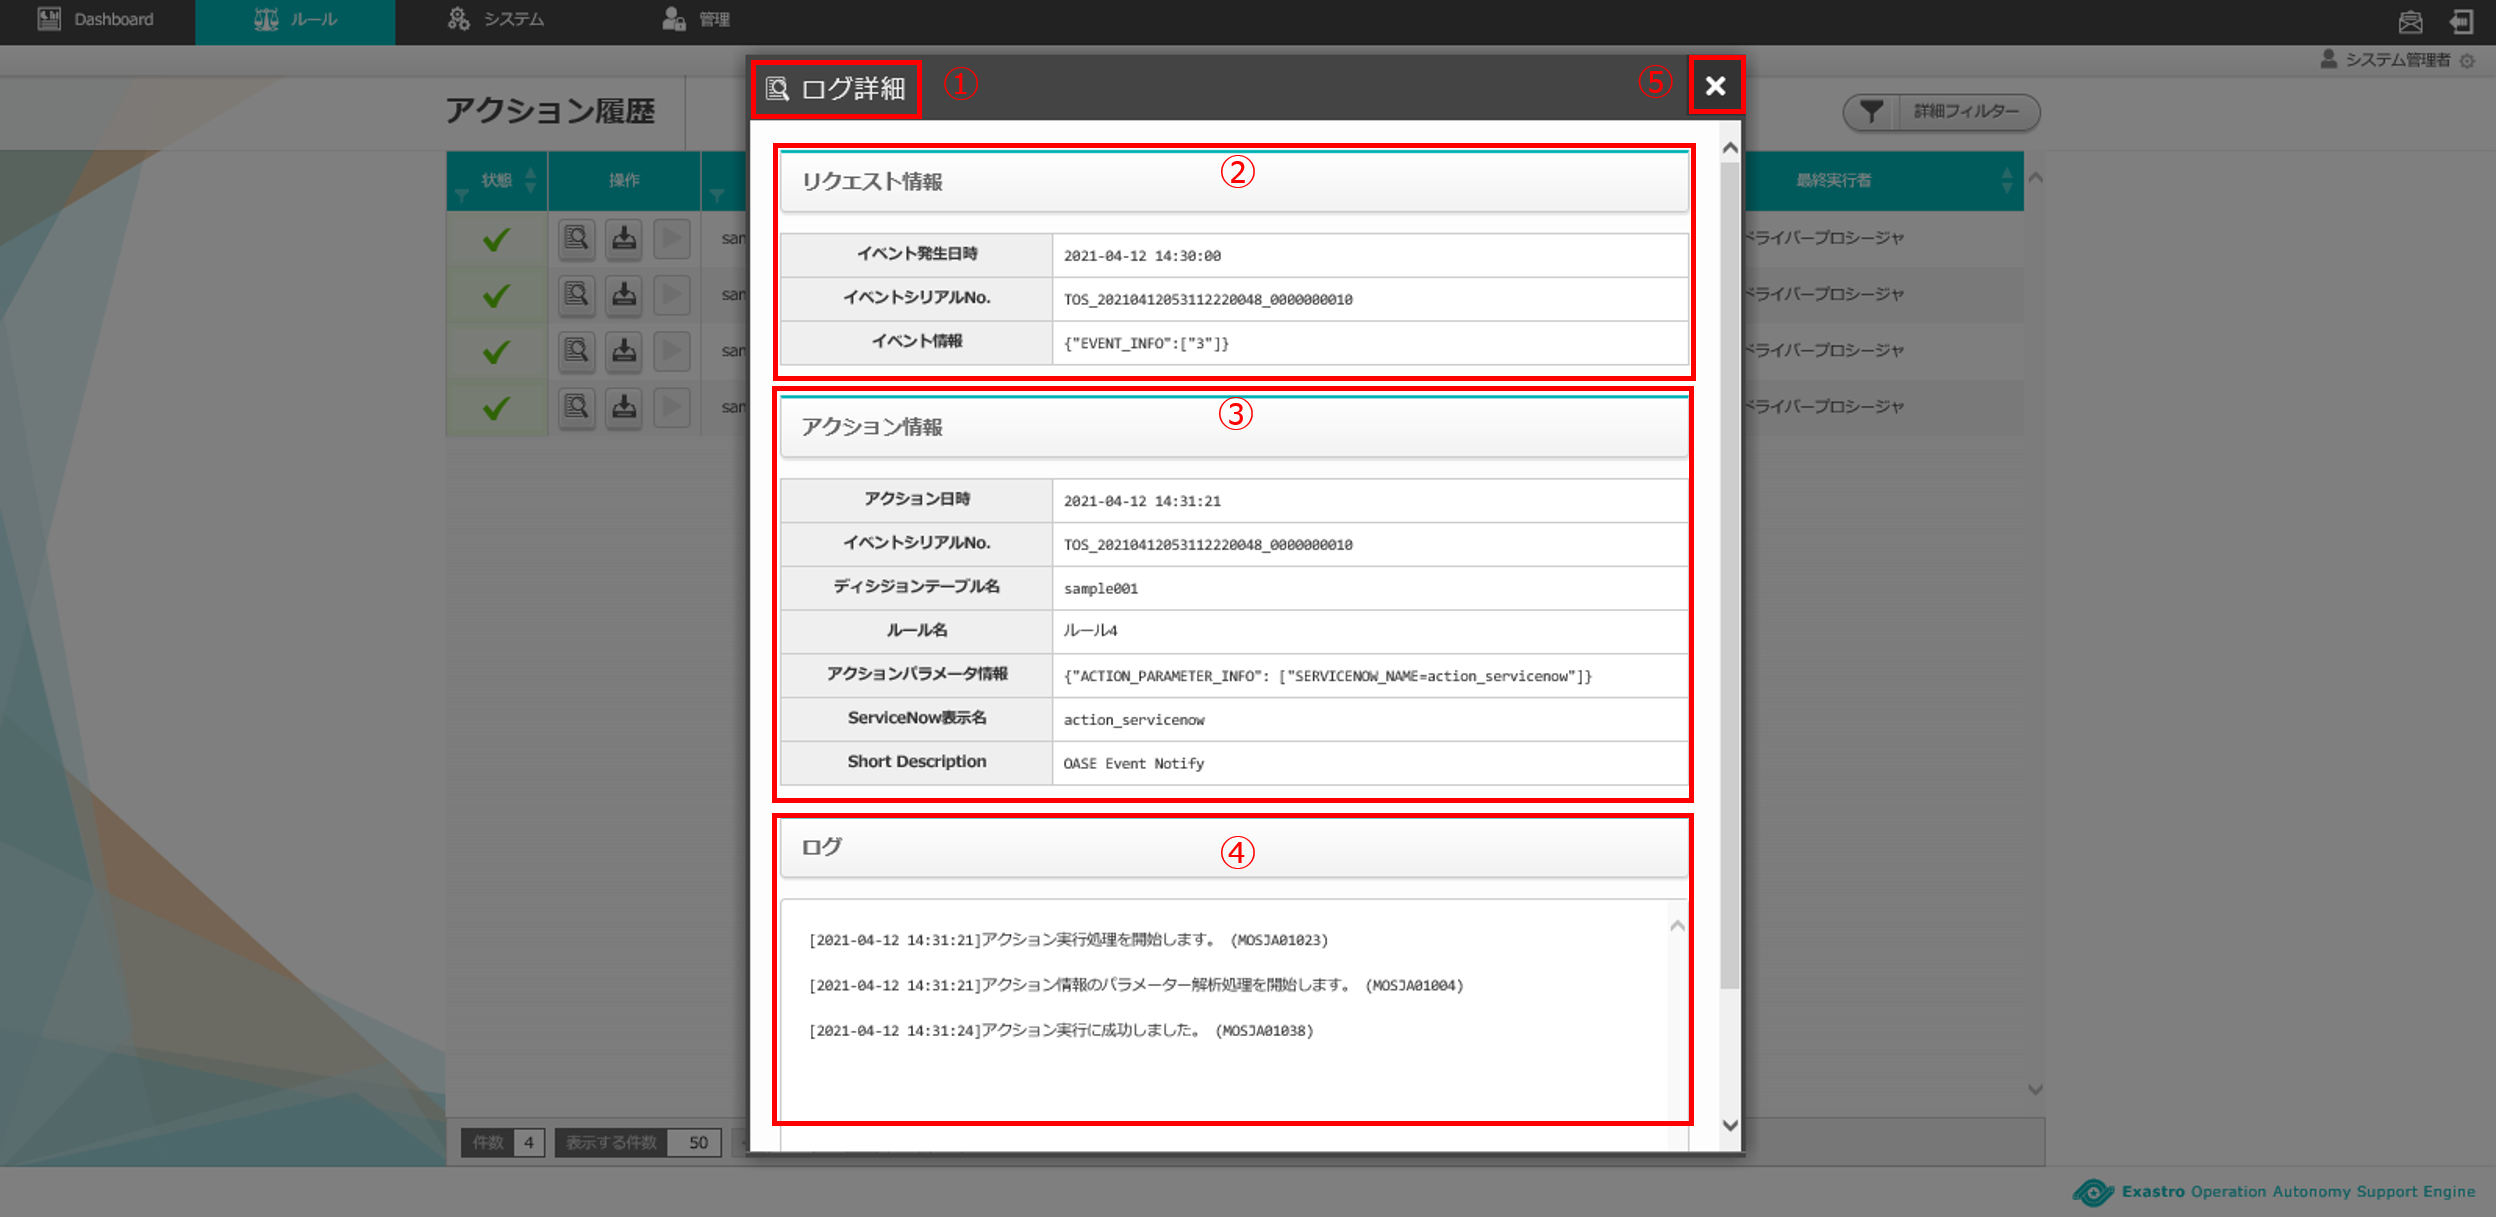 Dashboard
ルール
システム
管理
システム管理者
アクション履歴
詳細フィルター
状態
操作
最終実行者
ドライバープロシージャ
ドライバープロシージャ
ドライバープロシージャ
ドライバープロシージャ
san
san
san
san
ログ詳細
①
⑤
リクエスト情報
②
イベント発生日時 2021-04-12 14:30:00
イベントシリアルNo. TOS_20210412053112220048_0000000010
イベント情報 {"EVENT_INFO":["3"]}
アクション情報
③
アクション日時 2021-04-12 14:31:21
イベントシリアルNo. TOS_20210412053112220048_0000000010
ディシジョンテーブル名 sample001
ルール名 ルール4
アクションパラメータ情報 {"ACTION_PARAMETER_INFO": ["SERVICENOW_NAME=action_servicenow"]}
ServiceNow表示名 action_servicenow
Short Description OASE Event Notify
ログ
④
[2021-04-12 14:31:21]アクション実行処理を開始します。 (MOSJA01023)
[2021-04-12 14:31:21]アクション情報のパラメーター解析処理を開始します。 (MOSJA01004)
[2021-04-12 14:31:24]アクション実行に成功しました。 (MOSJA01038)
件数 4 表示する件数 50
Exastro Operation Autonomy Support Engine